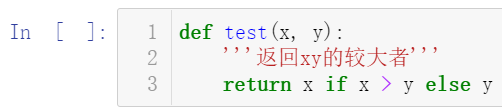 In [ ]:
1 def test(x, y):
2     '''返回xy的较大者'''
3     return x if x > y else y